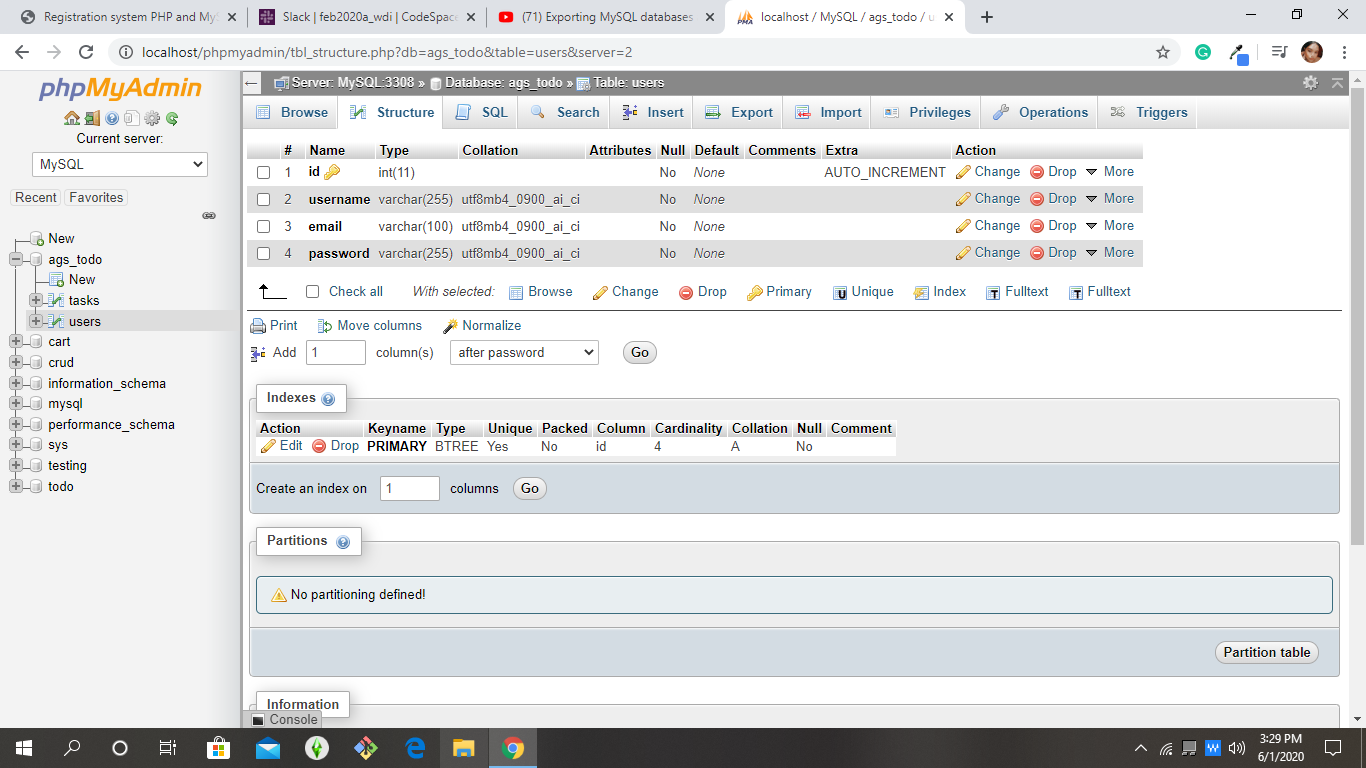 Registration system PHP and MyS
Slack | feb2020a_wdi | CodeSpace
(71) Exporting MySQL databases
localhost / MySQL / ags_todo / u
localhost/phpmyadmin/tbl_structure.php?db=ags_todo&table=users&server=2
phpMyAdmin
Current server:
MySQL
Recent Favorites
New
ags_todo
New
tasks
users
cart
crud
information_schema
mysql
performance_schema
sys
testing
todo
Server: MySQL:3308 » Database: ags_todo » Table: users
Browse Structure SQL Search Insert Export Import Privileges Operations Triggers
# Name Type Collation Attributes Null Default Comments Extra Action
1 id int(11) No None AUTO_INCREMENT Change Drop More
2 username varchar(255) utf8mb4_0900_ai_ci No None Change Drop More
3 email varchar(100) utf8mb4_0900_ai_ci No None Change Drop More
4 password varchar(255) utf8mb4_0900_ai_ci No None Change Drop More
Check all With selected: Browse Change Drop Primary Unique Index Fulltext Fulltext
Print Move columns Normalize
Add 1 column(s) after password Go
Indexes
Action Keyname Type Unique Packed Column Cardinality Collation Null Comment
Edit Drop PRIMARY BTREE Yes No id 4 A No
Create an index on 1 columns Go
Partitions
No partitioning defined!
Partition table
Information
Console
3:29 PM
6/1/2020